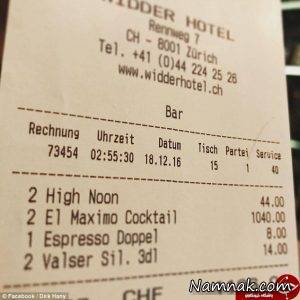 WIDDER HOTEL
Rennweg 7
CH - 8001 Zürich
Tel. +41 (0)44 224 25 26
www.widderhotel.ch
Bar
Rechnung Uhrzeit Datum Tisch Partei Service
73454 02:55:30 18.12.16 15 1 40
2 High Noon 44.00
2 El Maximo Cocktail 1040.00
1 Espresso Doppel 8.00
2 Valser Sil. 3dl 14.00
CHF
Namnak.com
© Facebook / Dirk Hany